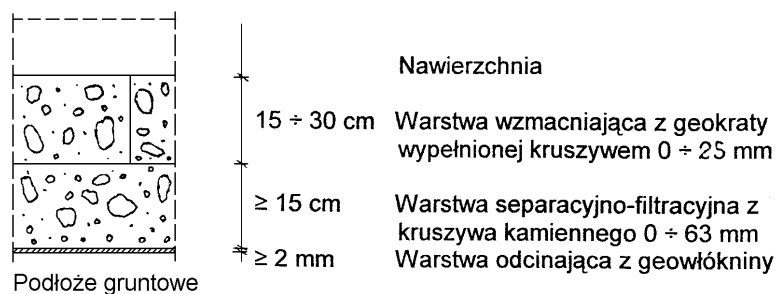 Nawierzchnia
15 ÷ 30 cm Warstwa wzmacniająca z geokraty
wypełnionej kruszywem 0 ÷ 25 mm
≥ 15 cm Warstwa separacyjno-filtracyjna z
kruszywa kamiennego 0 ÷ 63 mm
≥ 2 mm Warstwa odcinająca z geowłókniny
Podłoże gruntowe